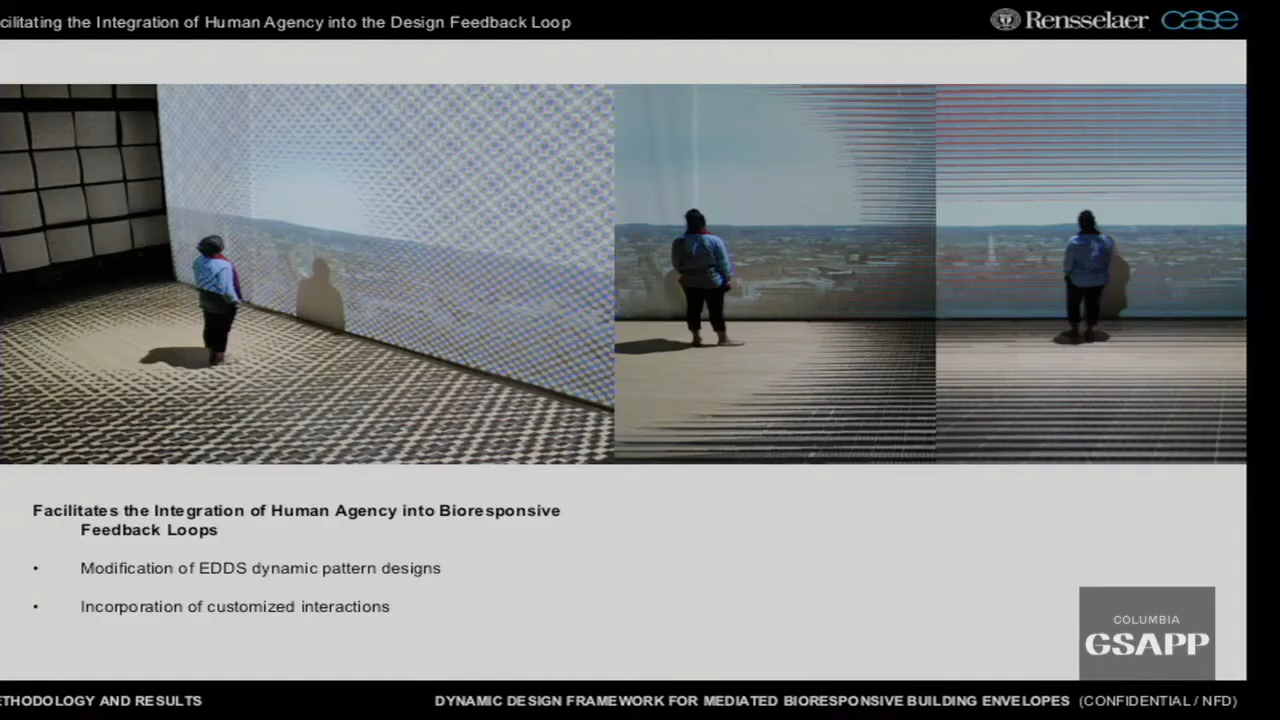 cilitating the Integration of Human Agency into the Design Feedback Loop
Rensselaer case
Facilitates the Integration of Human Agency into Bioresponsive
Feedback Loops
• Modification of EDDS dynamic pattern designs
• Incorporation of customized interactions
COLUMBIA
GSAPP
ETHODOLOGY AND RESULTS
DYNAMIC DESIGN FRAMEWORK FOR MEDIATED BIORESPONSIVE BUILDING ENVELOPES (CONFIDENTIAL / NFD)